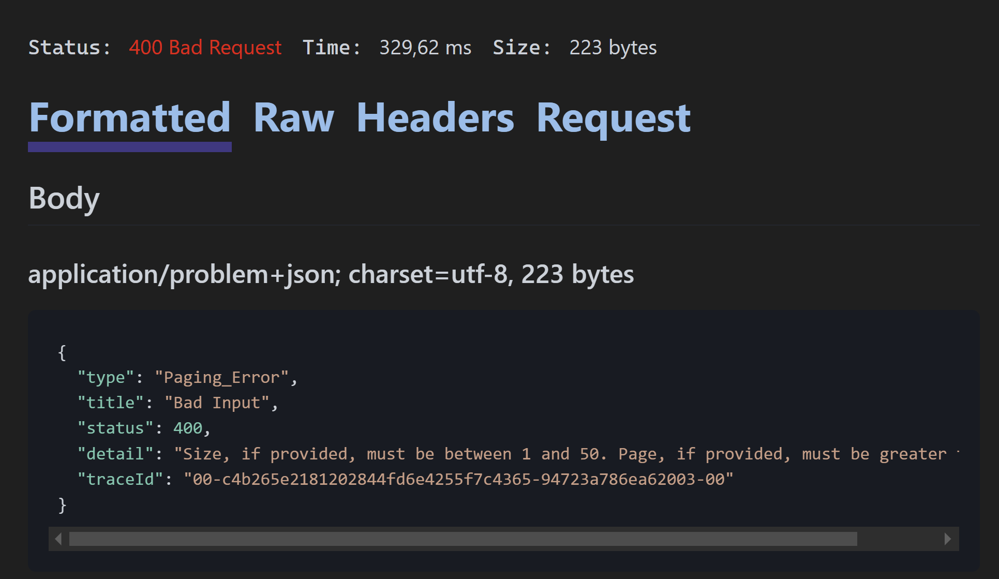 Status: 400 Bad Request Time: 329,62 ms Size: 223 bytes
Formatted Raw Headers Request
Body
application/problem+json; charset=utf-8, 223 bytes
{
  "type": "Paging_Error",
  "title": "Bad Input",
  "status": 400,
  "detail": "Size, if provided, must be between 1 and 50. Page, if provided, must be greater
  "traceId": "00-c4b265e2181202844fd6e4255f7c4365-94723a786ea62003-00"
}